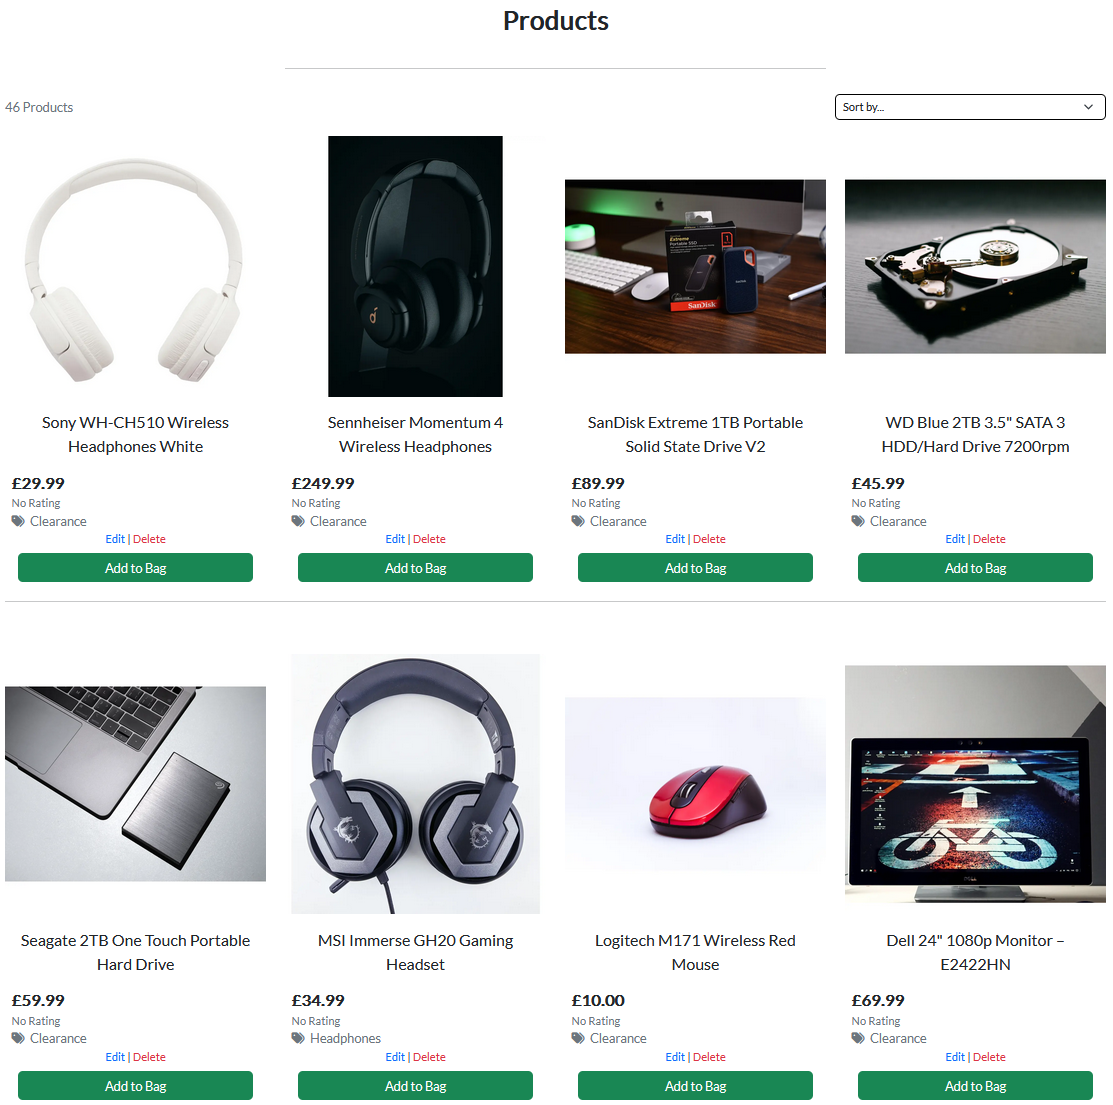 Products
46 Products
Sort by...
Extreme
Portable SSD
SanDisk
Sony WH-CH510 Wireless
Headphones White
£29.99
No Rating
Clearance
Edit | Delete
Add to Bag
Sennheiser Momentum 4
Wireless Headphones
£249.99
No Rating
Clearance
Edit | Delete
Add to Bag
SanDisk Extreme 1TB Portable
Solid State Drive V2
£89.99
No Rating
Clearance
Edit | Delete
Add to Bag
WD Blue 2TB 3.5" SATA 3
HDD/Hard Drive 7200rpm
£45.99
No Rating
Clearance
Edit | Delete
Add to Bag
Seagate 2TB One Touch Portable
Hard Drive
£59.99
No Rating
Clearance
Edit | Delete
Add to Bag
MSI Immerse GH20 Gaming
Headset
£34.99
No Rating
Headphones
Edit | Delete
Add to Bag
Logitech M171 Wireless Red
Mouse
£10.00
No Rating
Clearance
Edit | Delete
Add to Bag
Dell 24" 1080p Monitor –
E2422HN
£69.99
No Rating
Clearance
Edit | Delete
Add to Bag